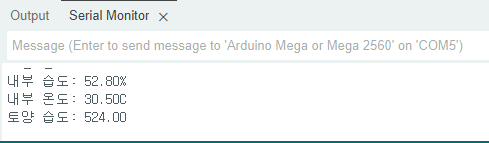 Output Serial Monitor
Message (Enter to send message to 'Arduino Mega or Mega 2560' on 'COM5')
내부 습도: 52.80%
내부 온도: 30.50C
토양 습도: 524.00